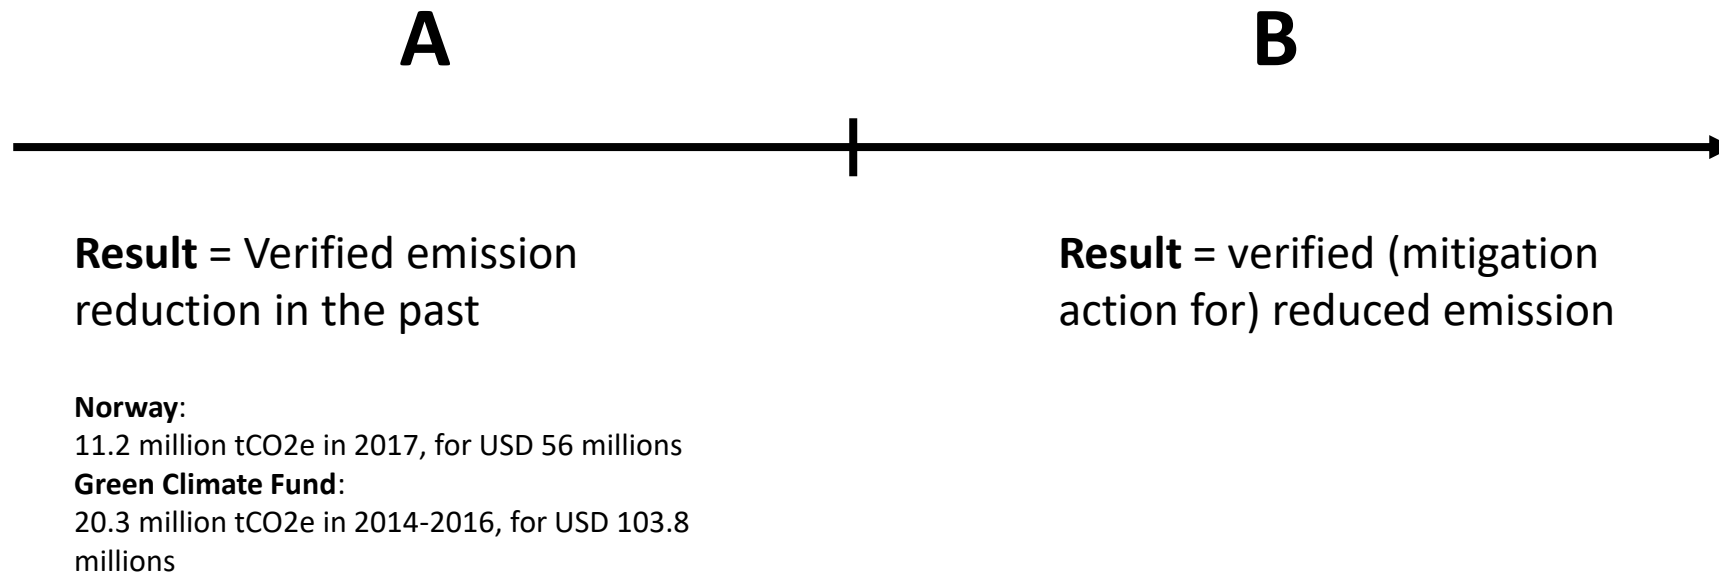 A
B
Result = Verified emission
reduction in the past
Result = verified (mitigation
action for) reduced emission
Norway:
11.2 million tCO2e in 2017, for USD 56 millions
Green Climate Fund:
20.3 million tCO2e in 2014-2016, for USD 103.8
millions